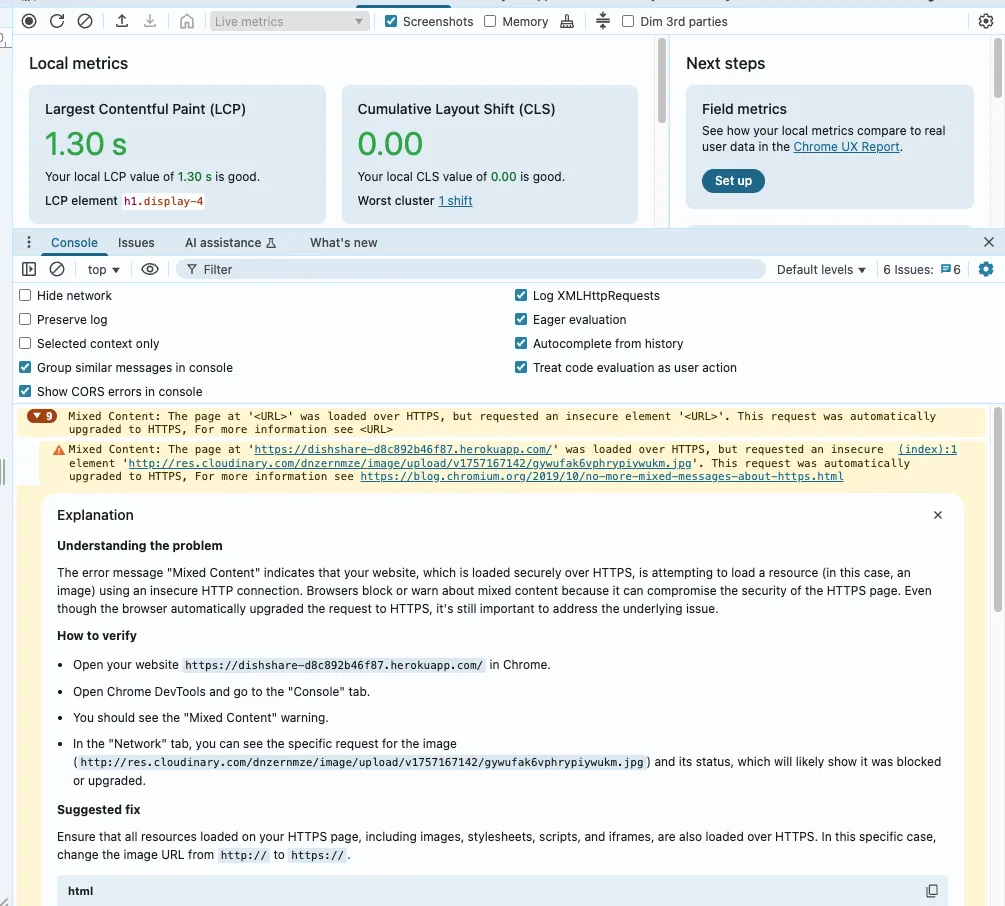 Live metrics Screenshots Memory Dim 3rd parties
Local metrics
Largest Contentful Paint (LCP)
1.30 s
Your local LCP value of 1.30 s is good.
LCP element h1.display-4
Cumulative Layout Shift (CLS)
0.00
Your local CLS value of 0.00 is good.
Worst cluster 1 shift
Next steps
Field metrics
See how your local metrics compare to real
user data in the Chrome UX Report.
Set up
Console Issues AI assistance What's new
top Filter Default levels 6 Issues: 6
Hide network
Preserve log
Selected context only
Group similar messages in console
Show CORS errors in console
Log XMLHttpRequests
Eager evaluation
Autocomplete from history
Treat code evaluation as user action
9 Mixed Content: The page at '<URL>' was loaded over HTTPS, but requested an insecure element '<URL>'. This request was automatically
upgraded to HTTPS, For more information see <URL>
Mixed Content: The page at 'https://dishshare-d8c892b46f87.herokuapp.com/' was loaded over HTTPS, but requested an insecure (index):1
element 'http://res.cloudinary.com/dnzernmze/image/upload/v1757167142/gywufak6vphrypiywukm.jpg'. This request was automatically
upgraded to HTTPS, For more information see https://blog.chromium.org/2019/10/no-more-mixed-messages-about-https.html
Explanation
Understanding the problem
The error message "Mixed Content" indicates that your website, which is loaded securely over HTTPS, is attempting to load a resource (in this case, an
image) using an insecure HTTP connection. Browsers block or warn about mixed content because it can compromise the security of the HTTPS page. Even
though the browser automatically upgraded the request to HTTPS, it's still important to address the underlying issue.
How to verify
• Open your website https://dishshare-d8c892b46f87.herokuapp.com/ in Chrome.
• Open Chrome DevTools and go to the "Console" tab.
• You should see the "Mixed Content" warning.
• In the "Network" tab, you can see the specific request for the image
(http://res.cloudinary.com/dnzernmze/image/upload/v1757167142/gywufak6vphrypiywukm.jpg) and its status, which will likely show it was blocked
or upgraded.
Suggested fix
Ensure that all resources loaded on your HTTPS page, including images, stylesheets, scripts, and iframes, are also loaded over HTTPS. In this specific case,
change the image URL from http:// to https://.
html